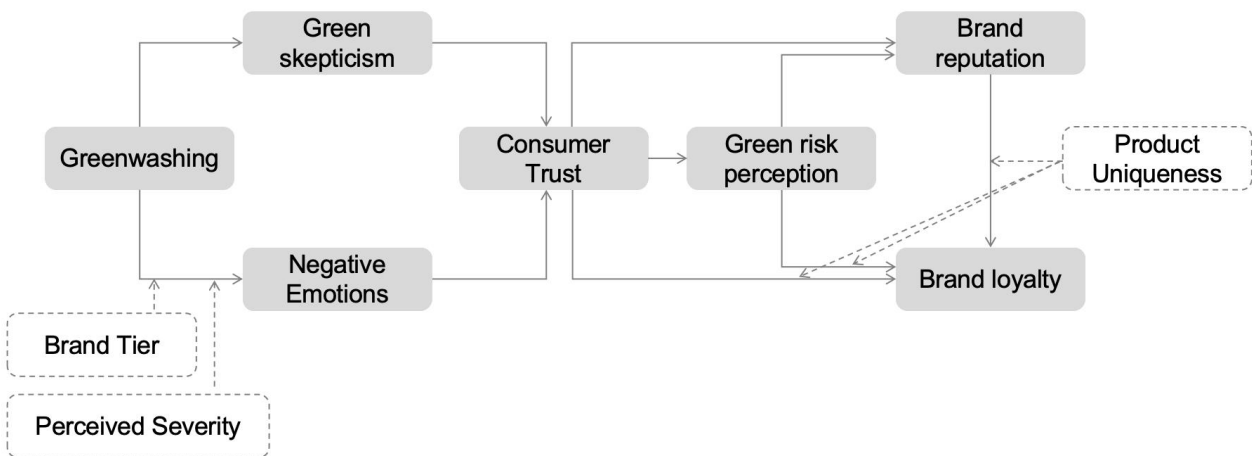 Green
skepticism
Brand
reputation
Greenwashing
Consumer
Trust
Green risk
perception
Product
Uniqueness
Negative
Emotions
Brand loyalty
Brand Tier
Perceived Severity